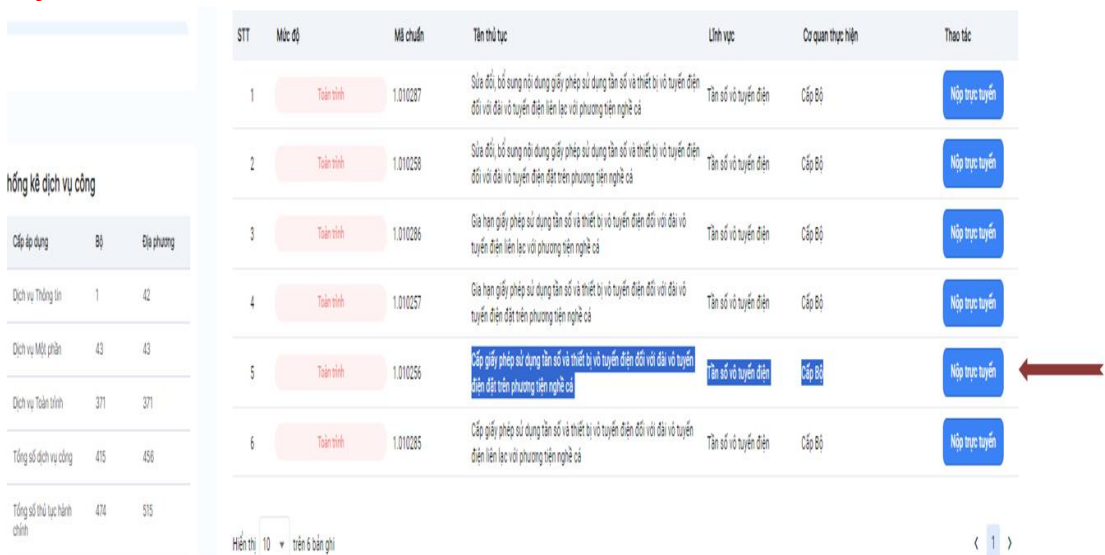 hống kê dịch vụ công
Cấp áp dụng Bộ Địa phương
Dịch vụ Thông tin 1 42
Dịch vụ Một phần 43 43
Dịch vụ Toàn trình 371 371
Tổng số dịch vụ công 415 456
Tổng số thủ tục hành 474 515
chính
STT Mức độ Mã chuẩn Tên thủ tục Lĩnh vực Cơ quan thực hiện Thao tác
1 Toàn trình 1.010287 Sửa đổi, bổ sung nội dung giấy phép sử dụng tần số và thiết bị vô tuyến điện Tần số vô tuyến điện Cấp Bộ Nộp trực tuyến
đối với đài vô tuyến điện liên lạc với phương tiện nghề cá
2 Toàn trình 1.010258 Sửa đổi, bổ sung nội dung giấy phép sử dụng tần số và thiết bị vô tuyến điện Tần số vô tuyến điện Cấp Bộ Nộp trực tuyến
đối với đài vô tuyến điện đặt trên phương tiện nghề cá
3 Toàn trình 1.010286 Gia hạn giấy phép sử dụng tần số và thiết bị vô tuyến điện đối với đài vô Tần số vô tuyến điện Cấp Bộ Nộp trực tuyến
tuyến điện liên lạc với phương tiện nghề cá
4 Toàn trình 1.010257 Gia hạn giấy phép sử dụng tần số và thiết bị vô tuyến điện đối với đài vô Tần số vô tuyến điện Cấp Bộ Nộp trực tuyến
tuyến điện đặt trên phương tiện nghề cá
5 Toàn trình 1.010256 Cấp giấy phép sử dụng tần số và thiết bị vô tuyến điện đối với đài vô tuyến Tần số vô tuyến điện Cấp Bộ Nộp trực tuyến
điện đặt trên phương tiện nghề cá
6 Toàn trình 1.010285 Cấp giấy phép sử dụng tần số và thiết bị vô tuyến điện đối với đài vô tuyến Tần số vô tuyến điện Cấp Bộ Nộp trực tuyến
điện liên lạc với phương tiện nghề cá
Hiển thị 10 trên 6 bản ghi < 1 >